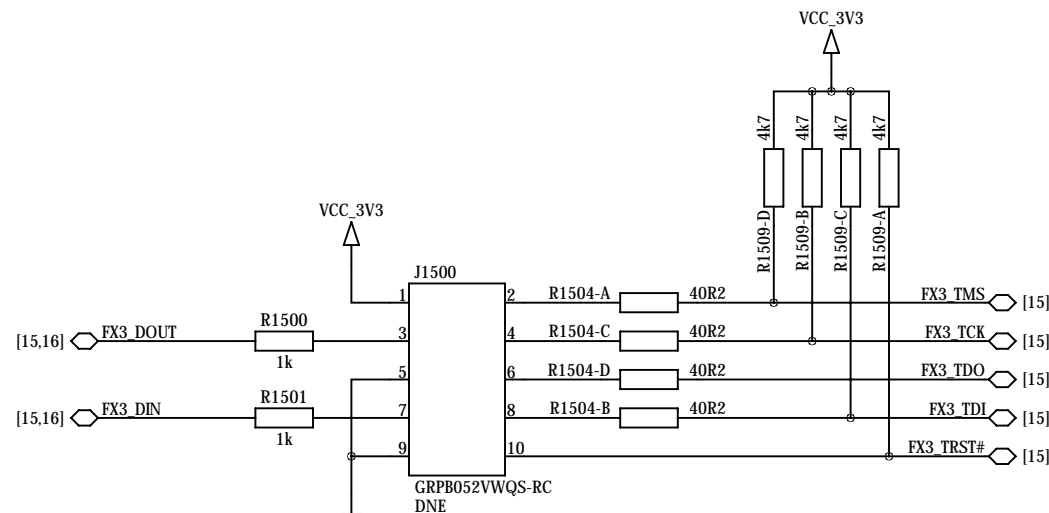 VCC_3V3
4k7
4k7
4k7
4k7
R1509-D
R1509-B
R1509-C
R1509-A
VCC_3V3
J1500
1
2
R1504-A
40R2
FX3_TMS
[15]
[15,16]
FX3_DOUT
R1500
1k
3
4
R1504-C
40R2
FX3_TCK
[15]
5
6
R1504-D
40R2
FX3_TDO
[15]
[15,16]
FX3_DIN
R1501
1k
7
8
R1504-B
40R2
FX3_TDI
[15]
9
10
FX3_TRST#
[15]
GRPB052VWQS-RC
DNE